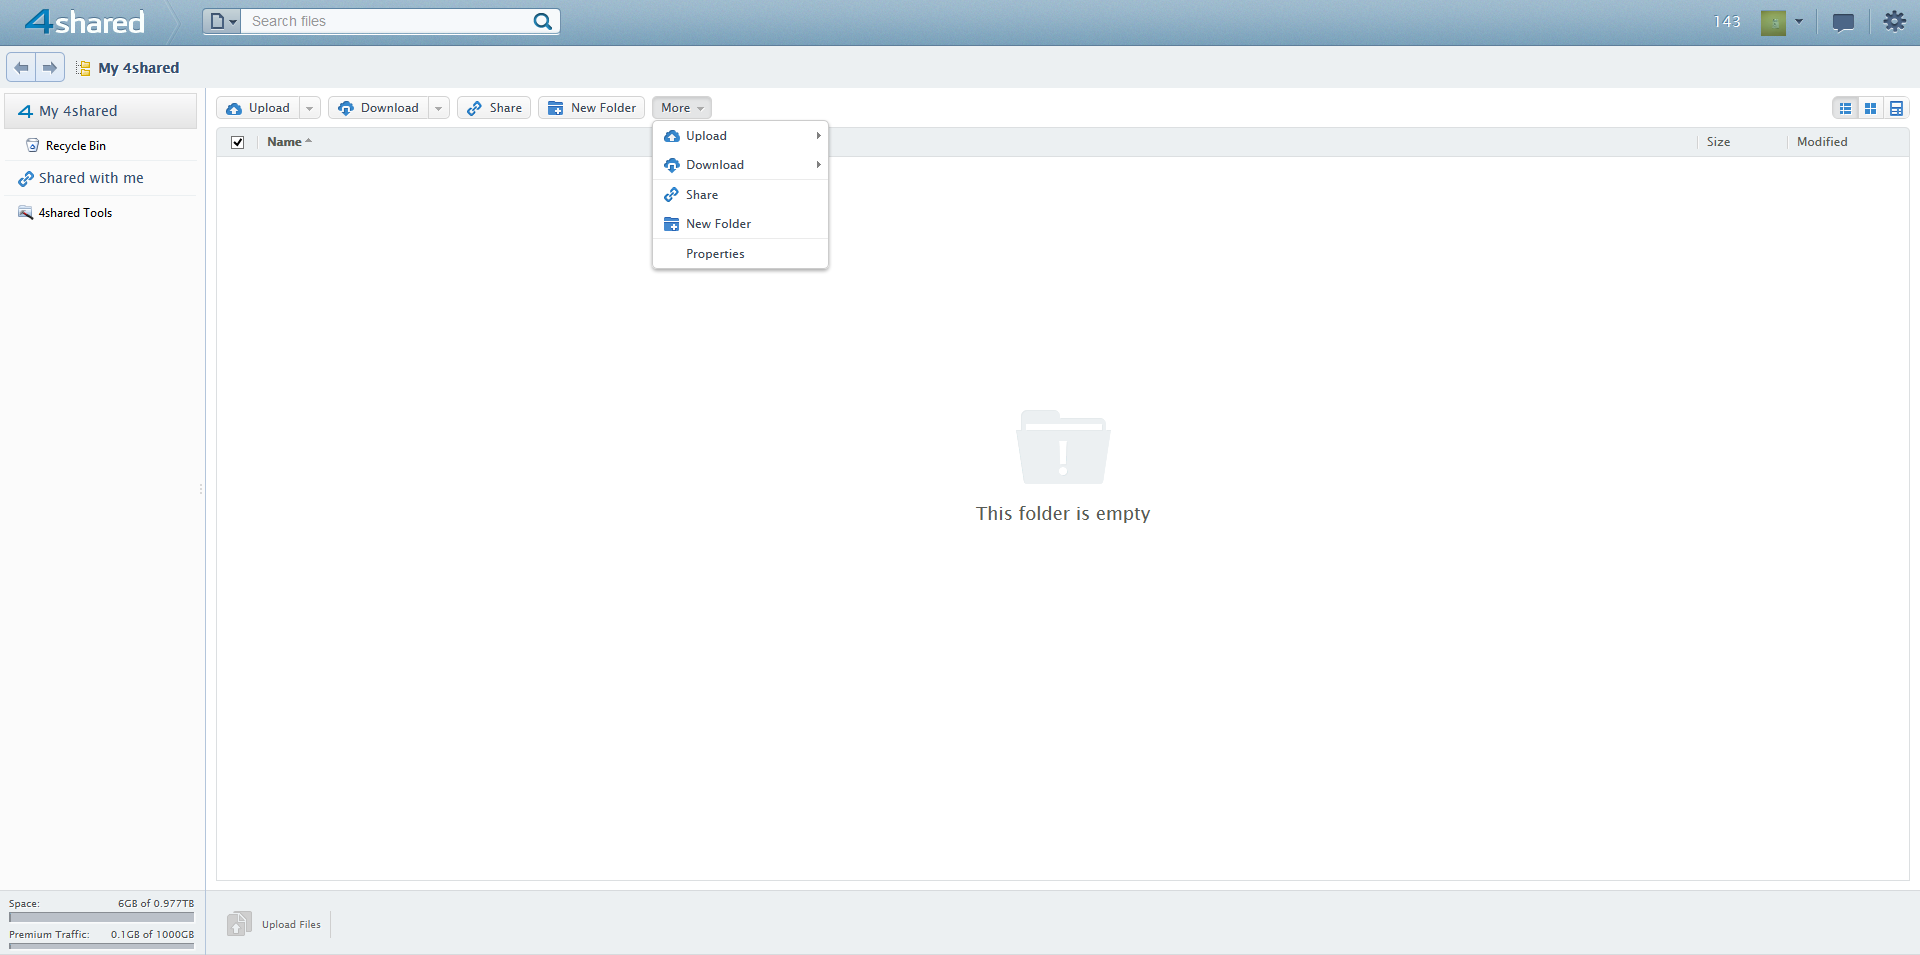 4shared
Search files
143
My 4shared
My 4shared
Recycle Bin
Shared with me
4shared Tools
Upload
Download
Share
New Folder
More
Name
Size
Modified
Upload
Download
Share
New Folder
Properties
This folder is empty
Space: 6GB of 0.977TB
Premium Traffic: 0.1GB of 1000GB
Upload Files